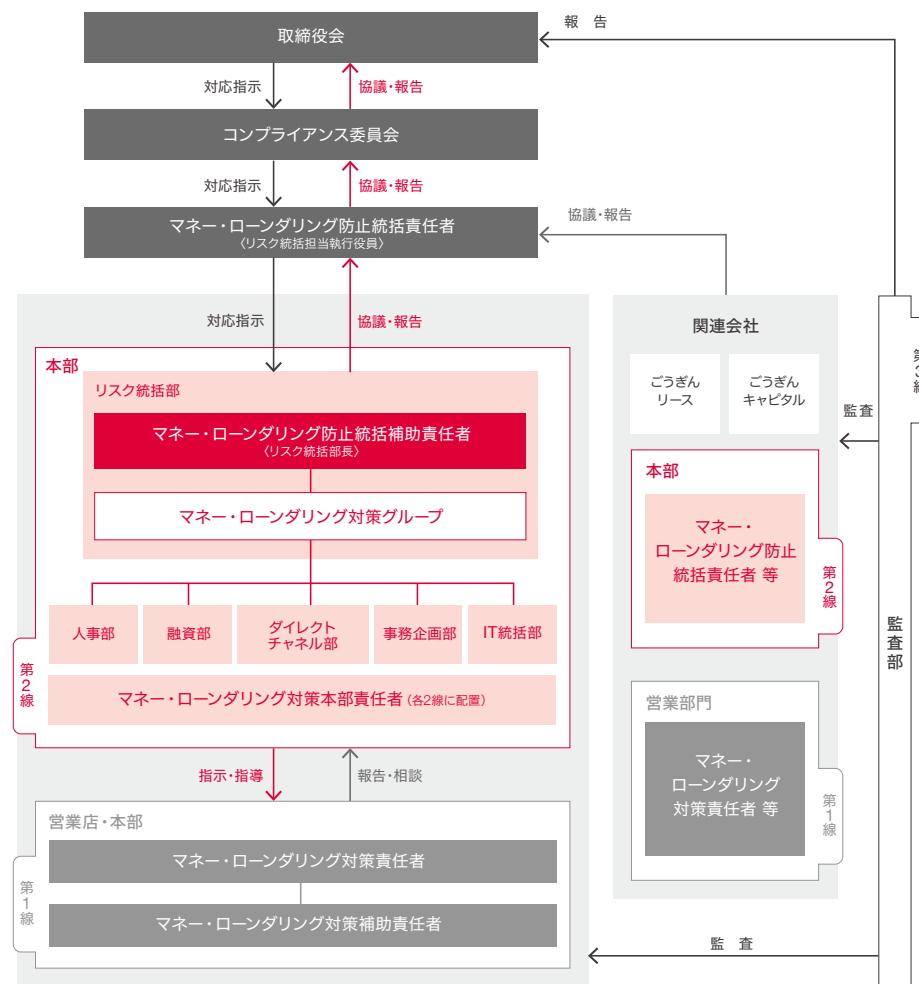 報 告
取締役会
対応指示
協議・報告
コンプライアンス委員会
対応指示
協議・報告
マネー・ローンダリング防止統括責任者
〈リスク統括担当執行役員〉
協議・報告
対応指示
協議・報告
本部
リスク統括部
マネー・ローンダリング防止統括補助責任者
〈リスク統括部長〉
マネー・ローンダリング対策グループ
人事部
融資部
ダイレクト
チャネル部
事務企画部
IT統括部
マネー・ローンダリング対策本部責任者（各2線に配置）
第2線
指示・指導
報告・相談
営業店・本部
マネー・ローンダリング対策責任者
マネー・ローンダリング対策補助責任者
第1線
関連会社
ごうぎん
リース
ごうぎん
キャピタル
本部
マネー・
ローンダリング防止
統括責任者 等
第2線
営業部門
マネー・
ローンダリング
対策責任者 等
第1線
監査
監 査
監査部
第3線